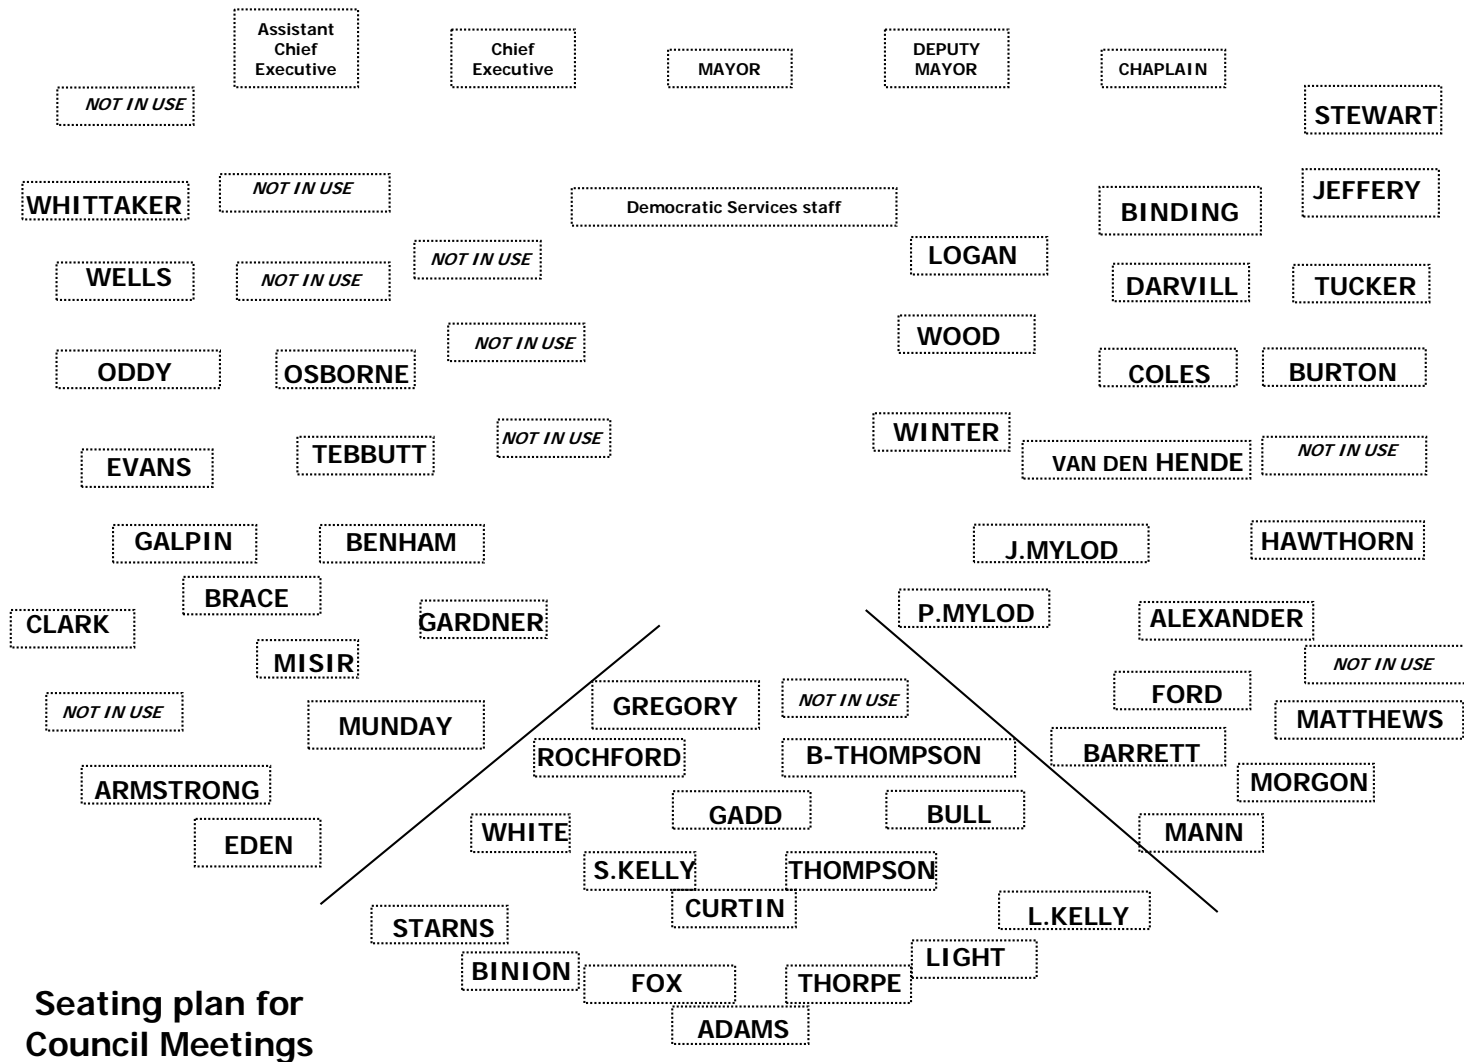 Assistant
Chief
Executive
Chief
Executive
MAYOR
DEPUTY
MAYOR
CHAPLAIN
NOT IN USE
STEWART
WHITTAKER
NOT IN USE
Democratic Services staff
BINDING
JEFFERY
WELLS
NOT IN USE
NOT IN USE
LOGAN
DARVILL
TUCKER
ODDY
OSBORNE
NOT IN USE
WOOD
COLES
BURTON
EVANS
TEBBUTT
NOT IN USE
WINTER
VAN DEN HENDE
NOT IN USE
GALPIN
BENHAM
J.MYLOD
HAWTHORN
BRACE
CLARK
GARDNER
P.MYLOD
ALEXANDER
MISIR
NOT IN USE
NOT IN USE
MUNDAY
GREGORY
NOT IN USE
FORD
MATTHEWS
ROCHFORD
B-THOMPSON
BARRETT
ARMSTRONG
MORGON
EDEN
WHITE
GADD
BULL
MANN
S.KELLY
THOMPSON
CURTIN
L.KELLY
STARNS
LIGHT
BINION
FOX
THORPE
ADAMS
Seating plan for
Council Meetings